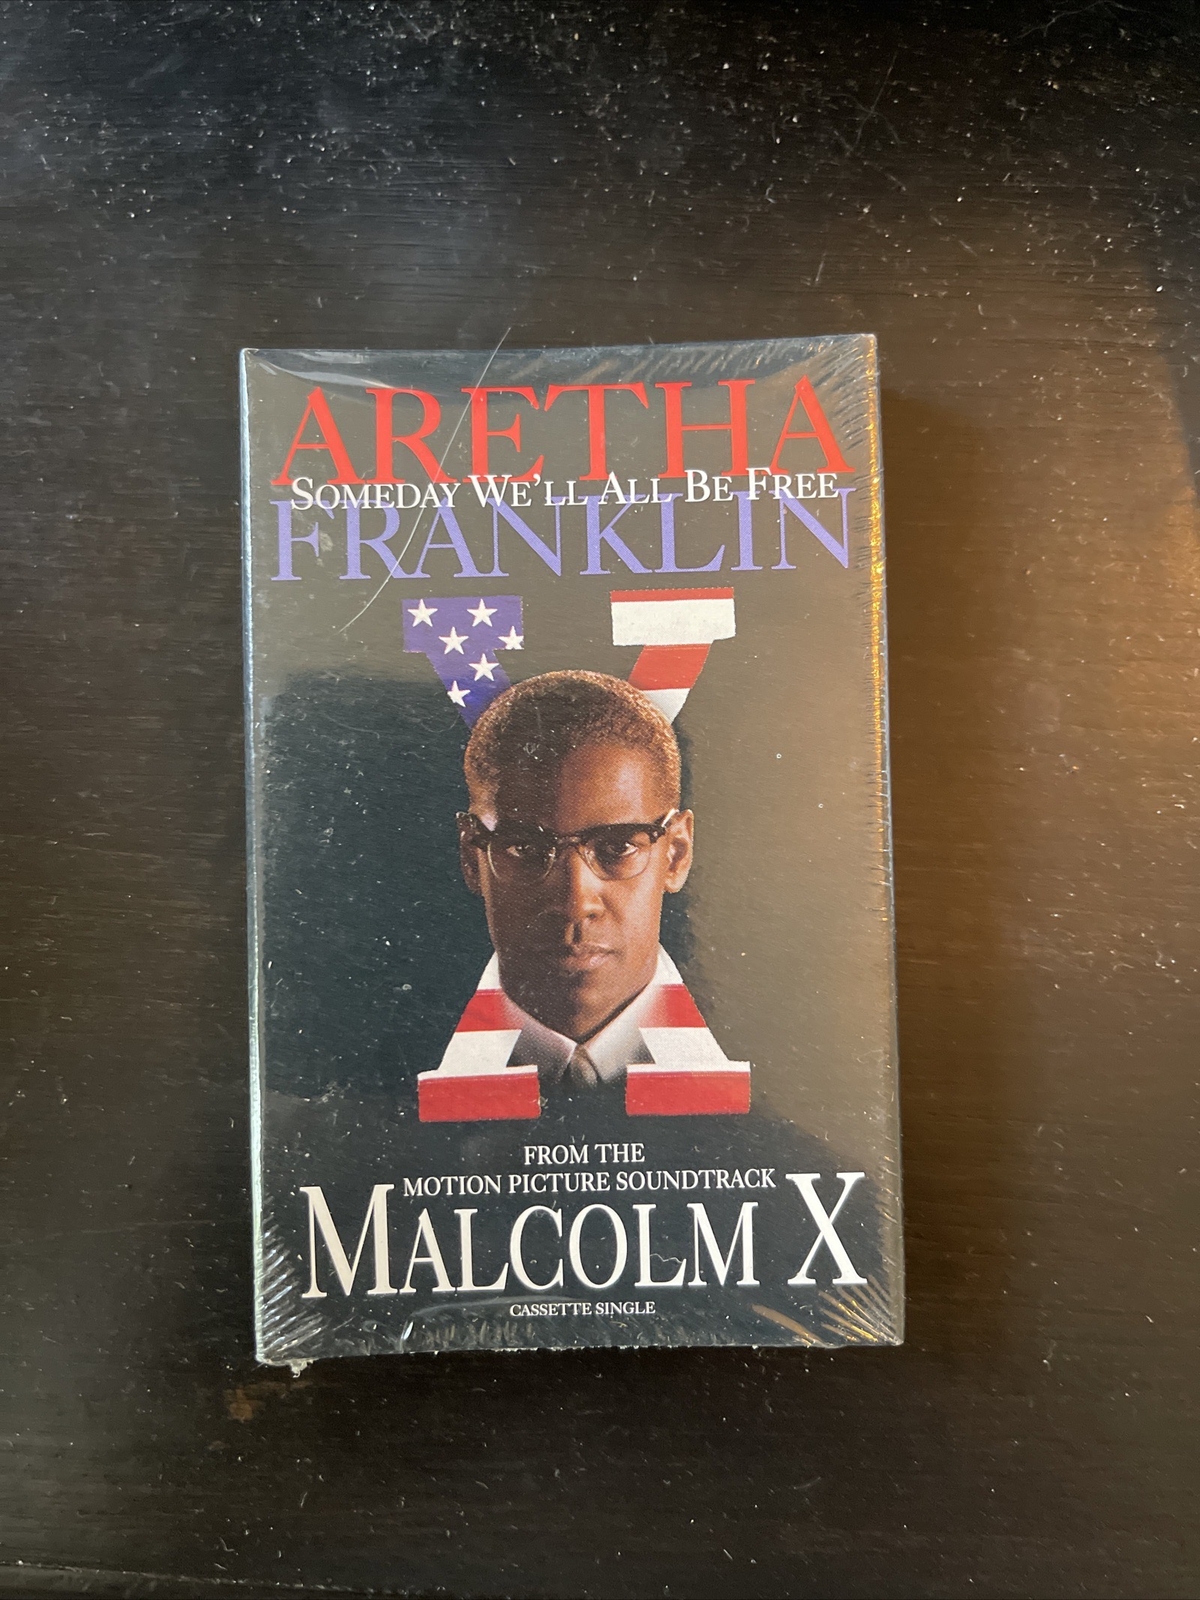 ARETHA
SOMEDAY WE'LL ALL BE FREE
FRANKLIN
X
FROM THE
MOTION PICTURE SOUNDTRACK
MALCOLM X
CASSETTE SINGLE